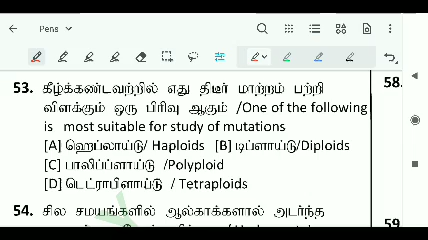 Pens
53. கீழ்க்கண்டவற்றில் எது திடீர் மாற்றம் பற்றி
58.
விளக்கும் ஒரு பிரிவு ஆகும் /One of the following
is most suitable for study of mutations
[A] ஹெப்லாய்டு/ Haploids [B] டிப்ளாய்டு/Diploids
[C] பாலிப்ப்ளாய்டு /Polyploid
[D] டெட்ராபிளாய்டு / Tetraploids
54. சில சமயங்களில் ஆல்காக்களால் அடர்ந்த
59